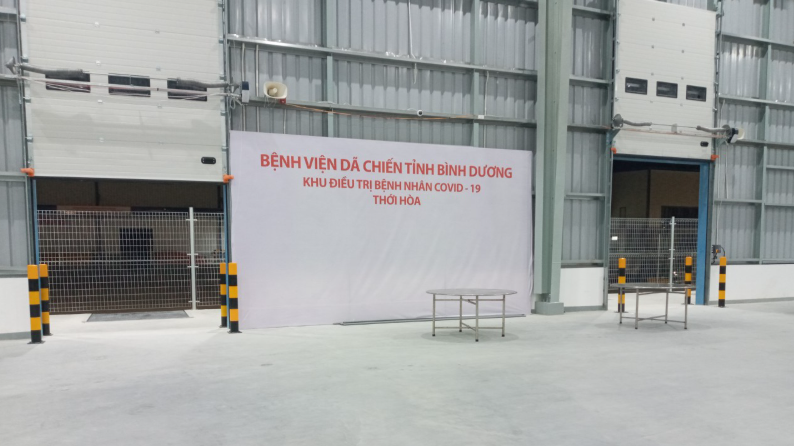 BỆNH VIỆN DÃ CHIẾN TỈNH BÌNH DƯƠNG
KHU ĐIỀU TRỊ BỆNH NHÂN COVID - 19
THỚI HÒA